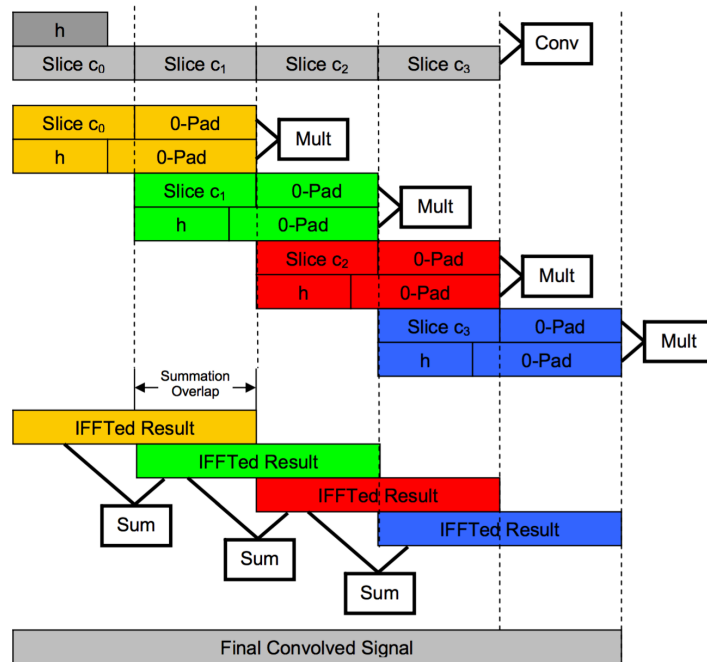 h
Slice c₀ Slice c₁ Slice c₂ Slice c₃ Conv
Slice c₀ 0-Pad
h 0-Pad
Mult
Slice c₁ 0-Pad
h 0-Pad
Mult
Slice c₂ 0-Pad
h 0-Pad
Mult
Slice c₃ 0-Pad
h 0-Pad
Mult
Summation
Overlap
IFFTed Result
IFFTed Result
IFFTed Result
IFFTed Result
Sum
Sum
Sum
Final Convolved Signal